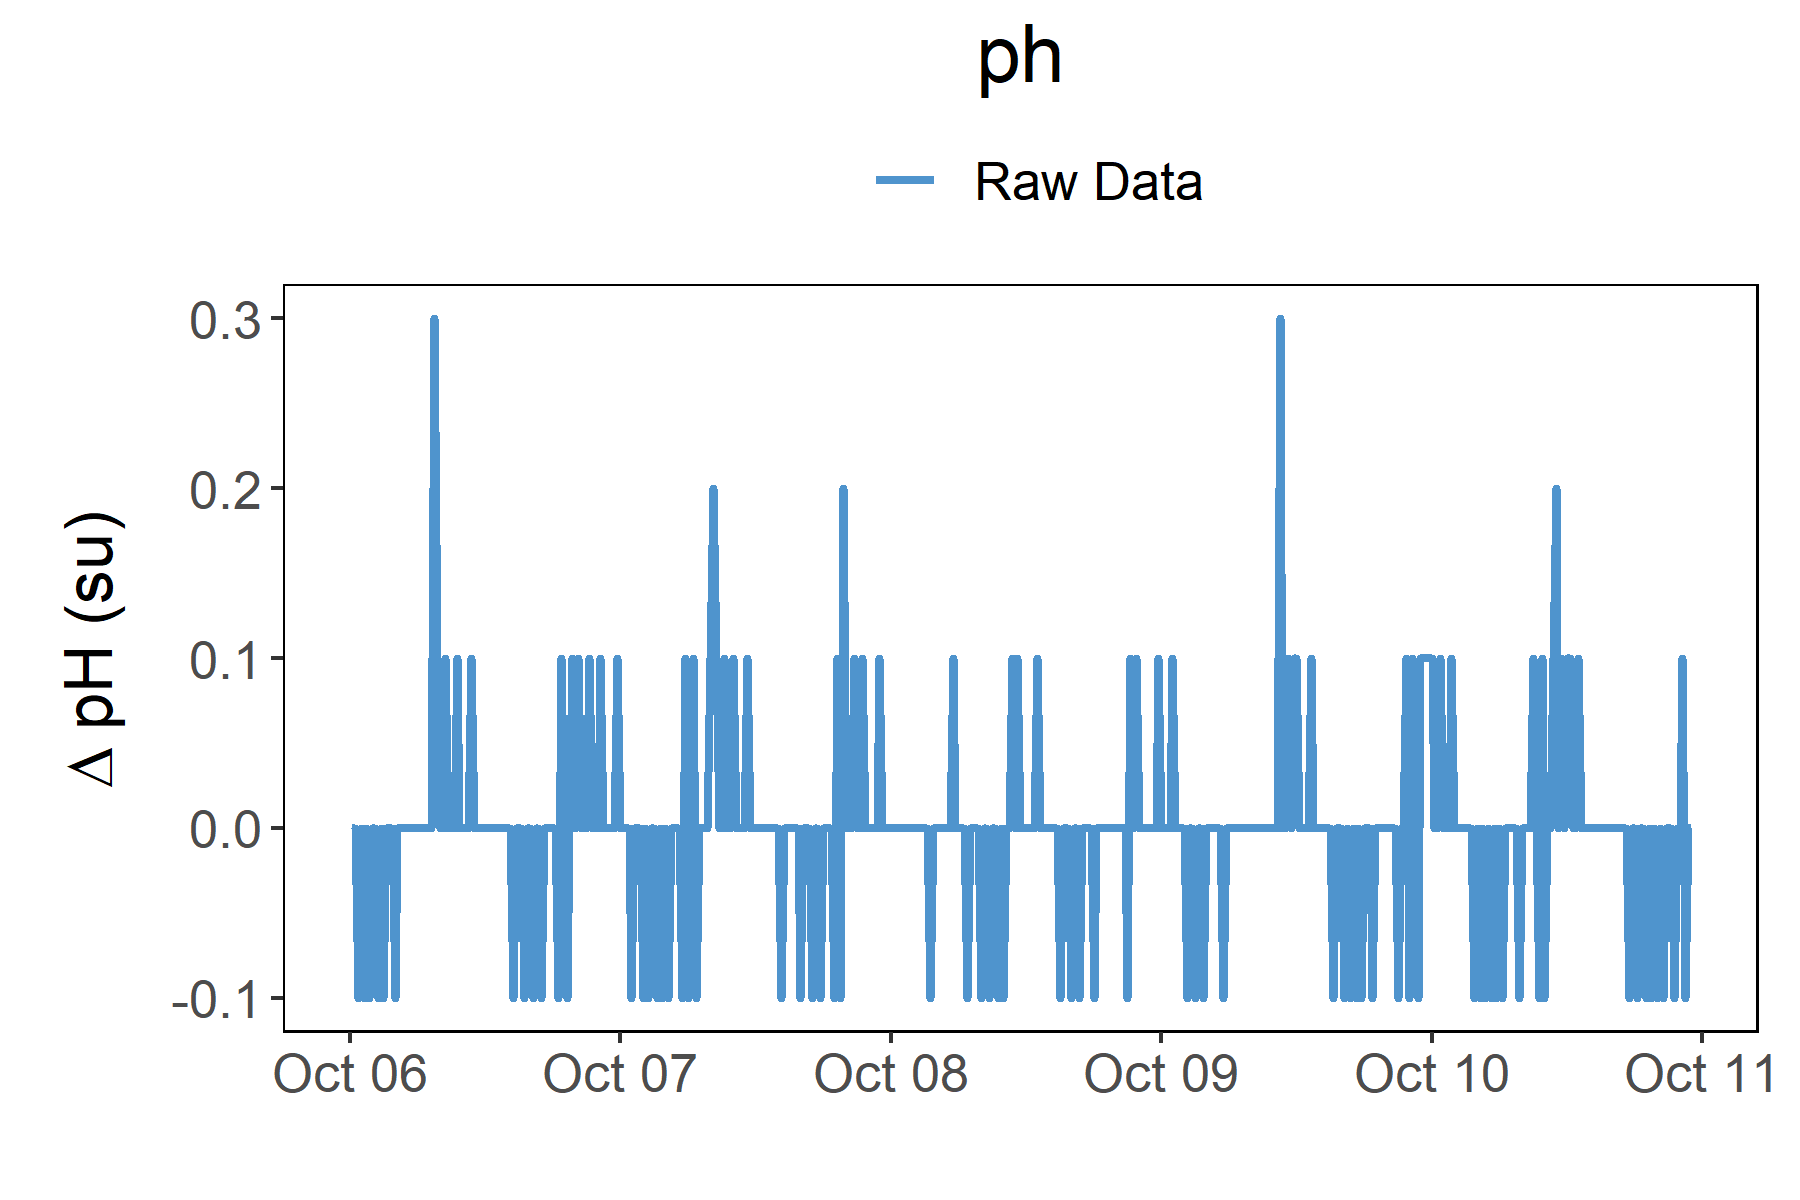 ph
Raw Data
Δ pH (su)
0.3
0.2
0.1
0.0
-0.1
Oct 06
Oct 07
Oct 08
Oct 09
Oct 10
Oct 11